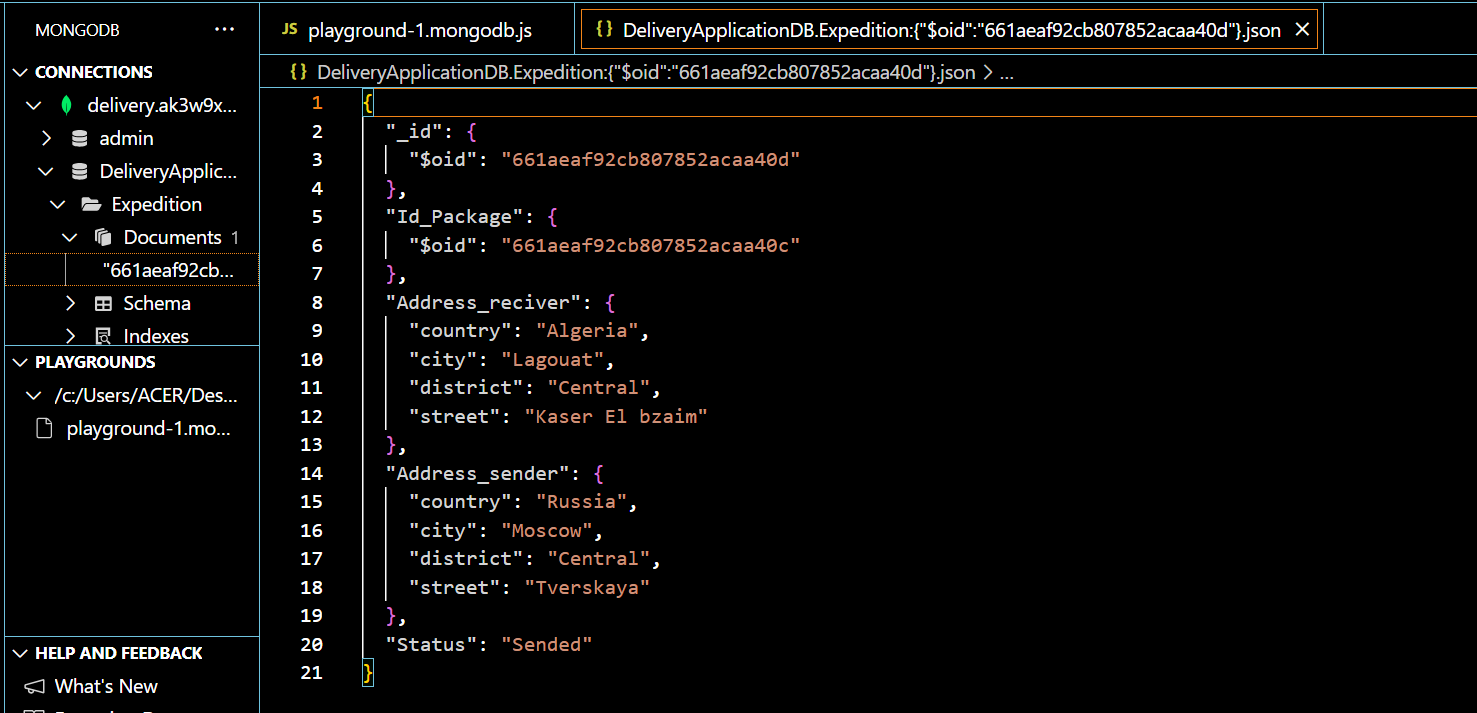 MONGODB ...
CONNECTIONS
delivery.ak3w9x...
admin
DeliveryApplic...
Expedition
Documents 1
"661aeaf92cb...
Schema
Indexes
PLAYGROUNDS
/c:/Users/ACER/Des...
playground-1.mo...
HELP AND FEEDBACK
What's New
JS playground-1.mongodb.js
{} DeliveryApplicationDB.Expedition:{"$oid":"661aeaf92cb807852acaa40d"}.json ×
{} DeliveryApplicationDB.Expedition:{"$oid":"661aeaf92cb807852acaa40d"}.json > ...
1 {
2 "_id": {
3 "$oid": "661aeaf92cb807852acaa40d"
4 },
5 "Id_Package": {
6 "$oid": "661aeaf92cb807852acaa40c"
7 },
8 "Address_reciver": {
9 "country": "Algeria",
10 "city": "Lagouat",
11 "district": "Central",
12 "street": "Kaser El bzaim"
13 },
14 "Address_sender": {
15 "country": "Russia",
16 "city": "Moscow",
17 "district": "Central",
18 "street": "Tverskaya"
19 },
20 "Status": "Sended"
21 }